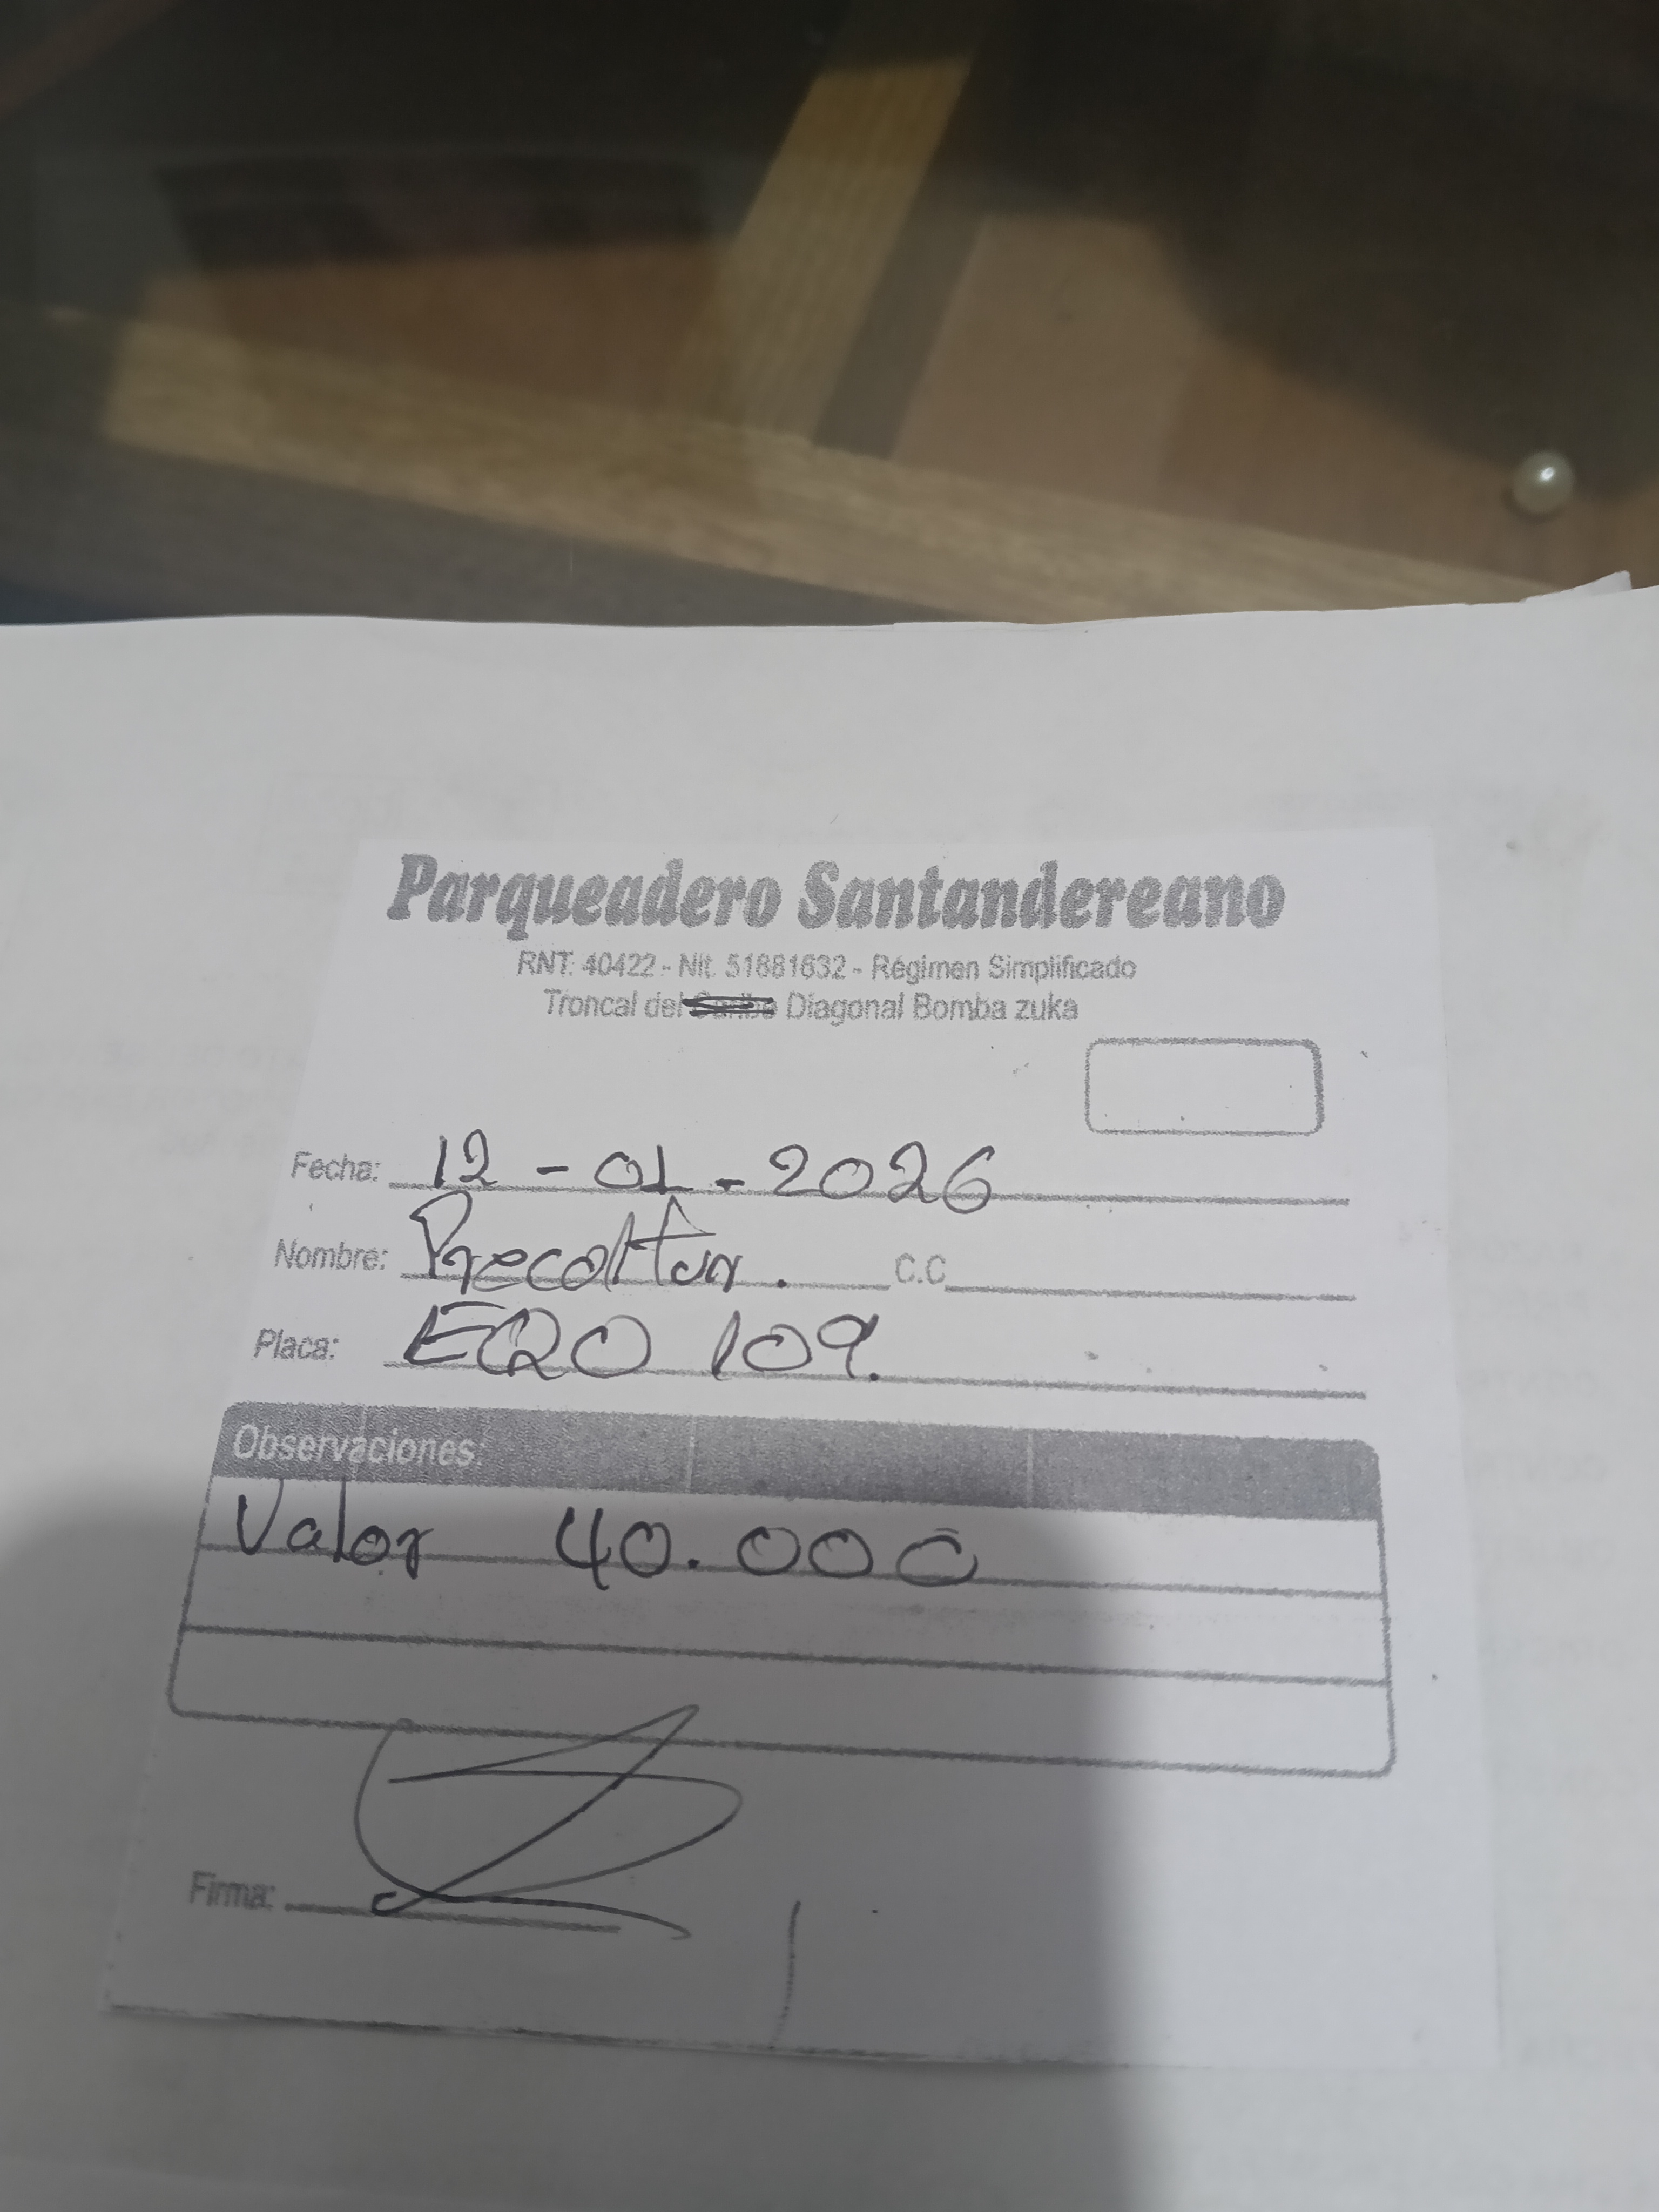 Parqueadero Santandereano
RNT: 40422 - Nit. 51881632 - Régimen Simplificado
Troncal del Caribe Diagonal Bomba zuka
Fecha: 12 - 01 - 2026
Nombre: Precoltur. C.C
Placa: EQO 109.
Observaciones:
Valor 40.000
Firma: